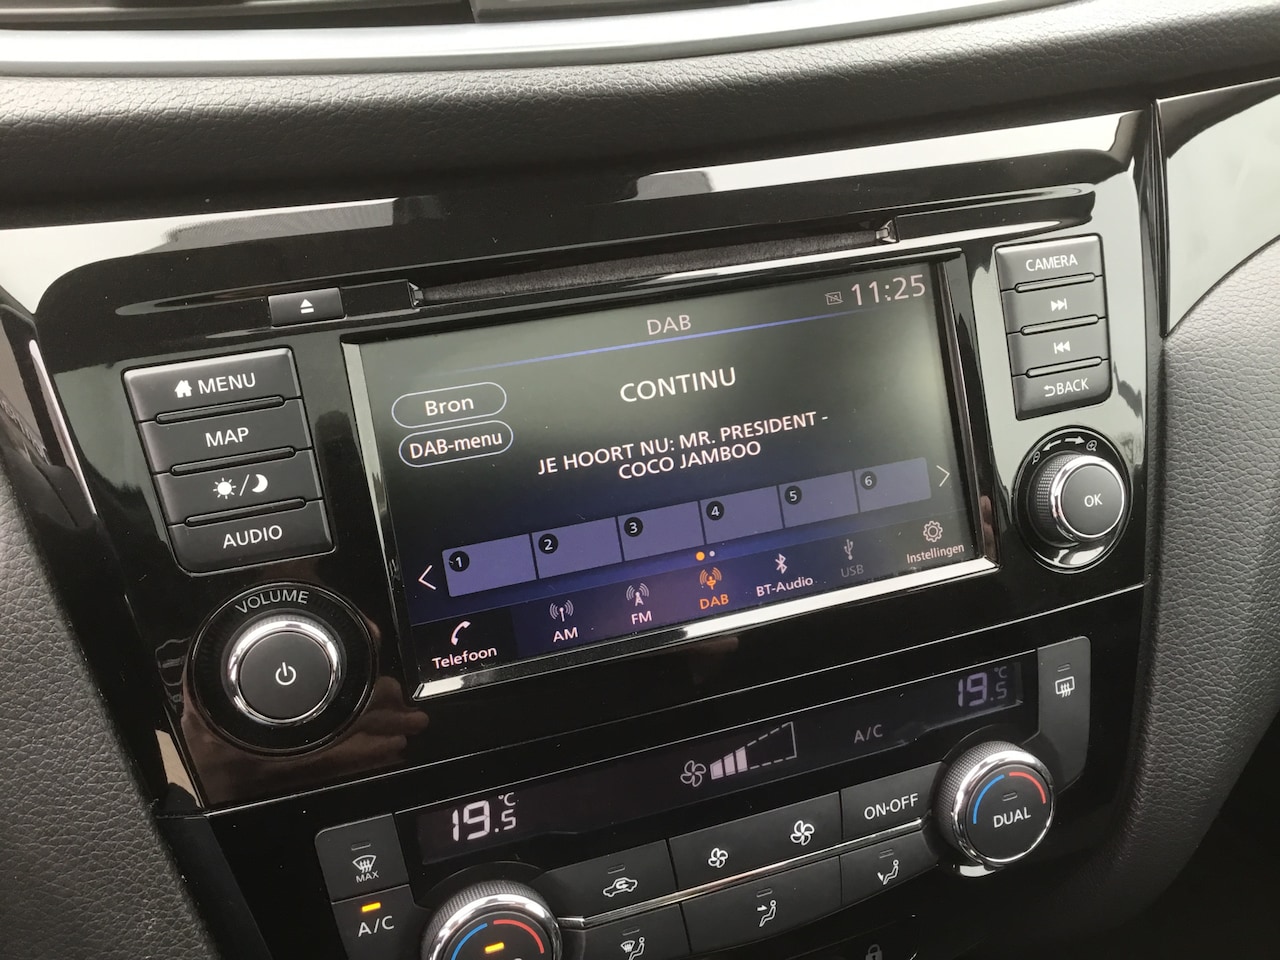 CAMERA
TA 11:25
DAB
MENU
CONTINU
BACK
Bron
MAP
DAB-menu
JE HOORT NU: MR. PRESIDENT -
COCO JAMBOO
OK
AUDIO
1 2 3 4 5 6
VOLUME
Telefoon AM FM DAB BT-Audio USB Instellingen
19.5 °C A/C 19.5 °C
ON·OFF
DUAL
MAX
A/C